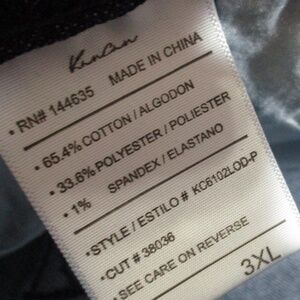 KanCan
• RN# 144635 MADE IN CHINA
• 65.4% COTTON / ALGODON
• 33.6% POLYESTER / POLIESTER
• 1% SPANDEX / ELASTANO
• STYLE / ESTILO # KC6102LOD-P
• CUT # 38036
• SEE CARE ON REVERSE
3XL